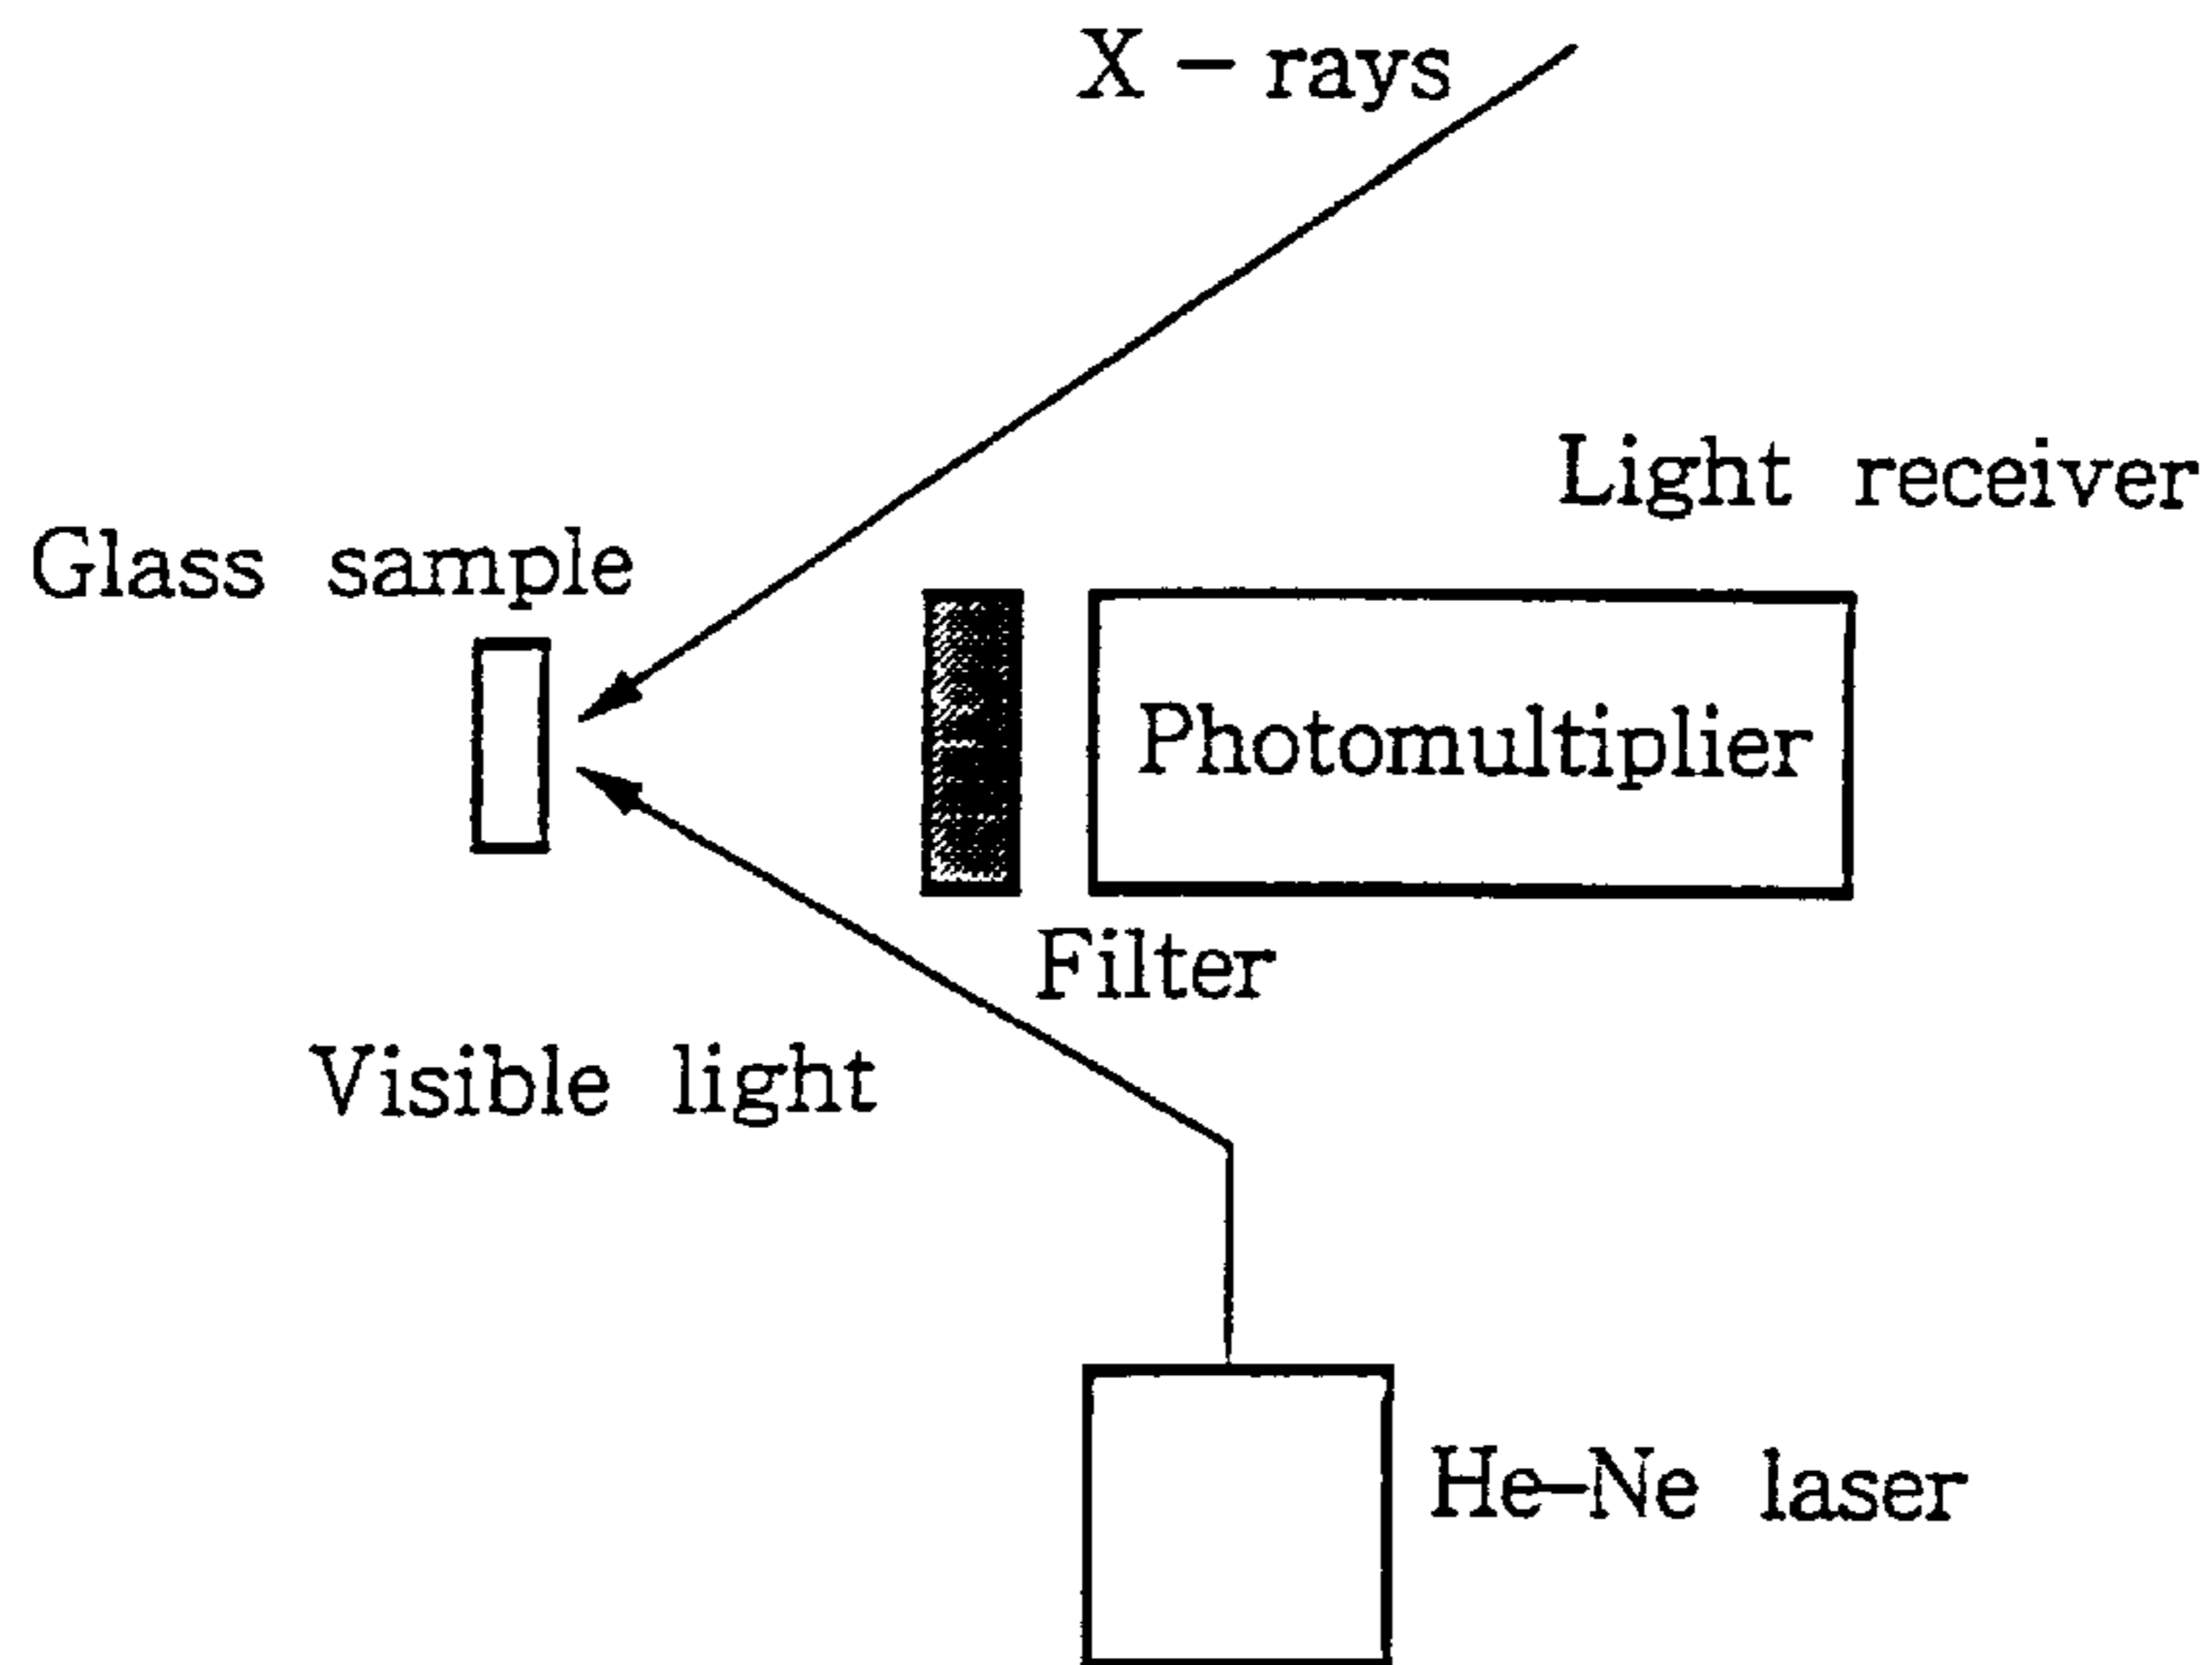 X-rays
Light receiver
Glass sample
Photomultiplier
Filter
Visible light
He-Ne laser